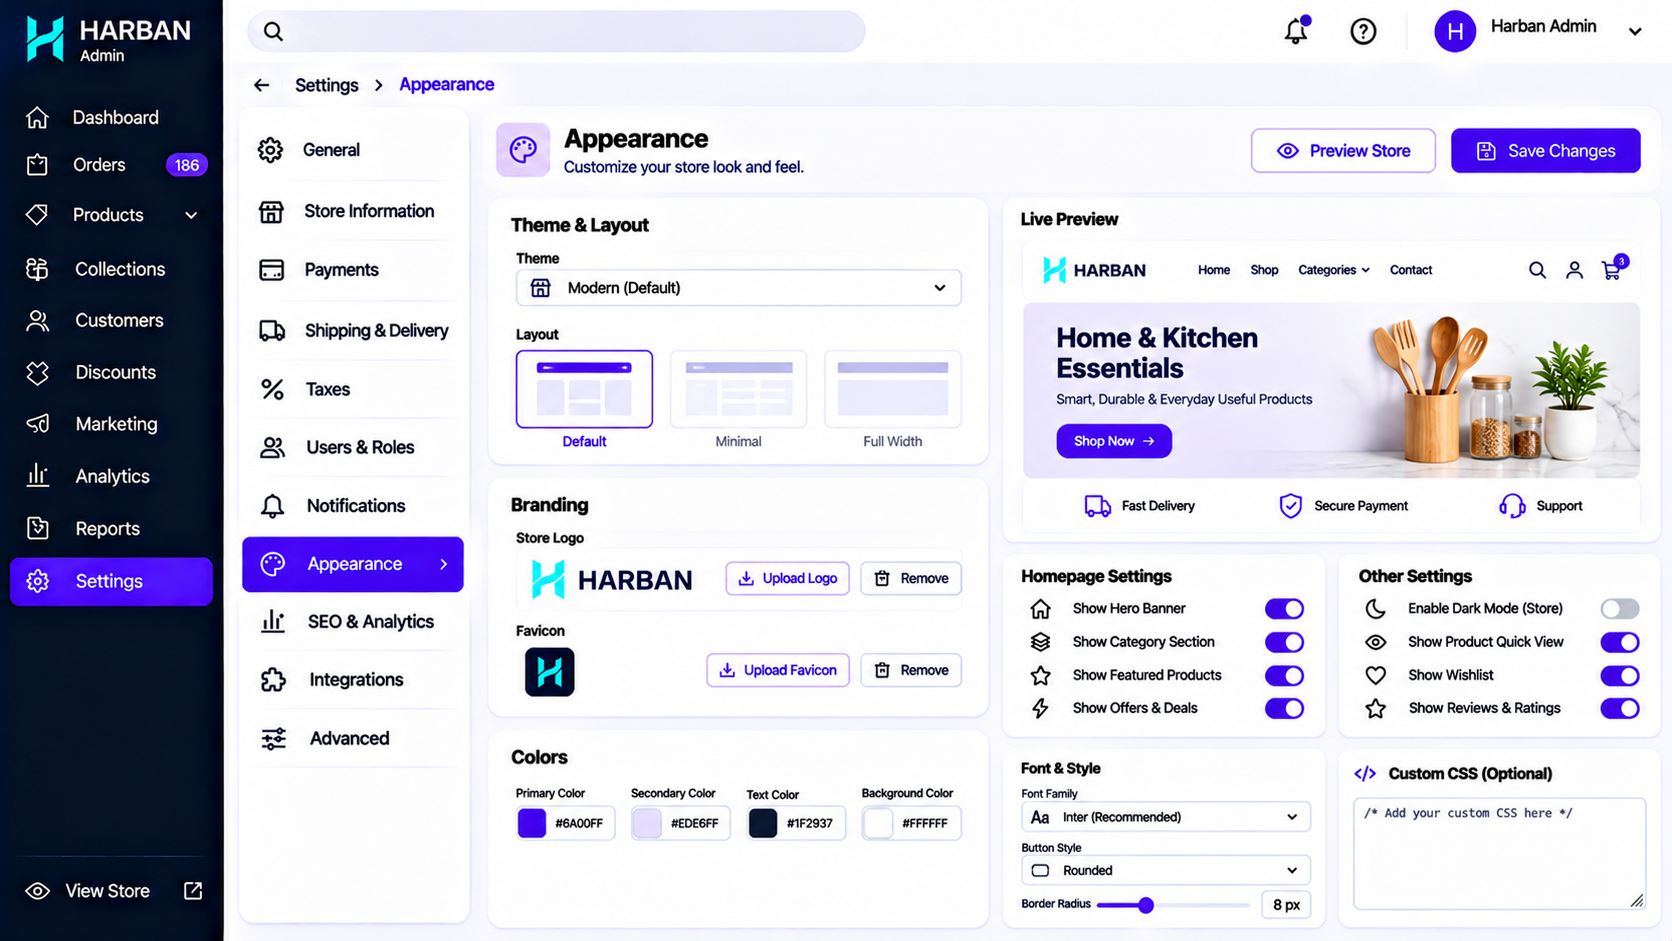 HARBAN
Admin
Dashboard
Orders 186
Products
Collections
Customers
Discounts
Marketing
Analytics
Reports
Settings
View Store
H Harban Admin
Settings > Appearance
General
Store Information
Payments
Shipping & Delivery
Taxes
Users & Roles
Notifications
Appearance
SEO & Analytics
Integrations
Advanced
Appearance
Customize your store look and feel.
Preview Store
Save Changes
Theme & Layout
Theme
Modern (Default)
Layout
Default Minimal Full Width
Branding
Store Logo
HARBAN Upload Logo Remove
Favicon
Upload Favicon Remove
Colors
Primary Color Secondary Color Text Color Background Color
#6A00FF #EDE6FF #1F2937 #FFFFFF
Live Preview
HARBAN Home Shop Categories Contact 3
Home & Kitchen
Essentials
Smart, Durable & Everyday Useful Products
Shop Now →
Fast Delivery Secure Payment Support
Homepage Settings
Show Hero Banner
Show Category Section
Show Featured Products
Show Offers & Deals
Other Settings
Enable Dark Mode (Store)
Show Product Quick View
Show Wishlist
Show Reviews & Ratings
Font & Style
Font Family
Aa Inter (Recommended)
Button Style
Rounded
Border Radius 8 px
</> Custom CSS (Optional)
/* Add your custom CSS here */